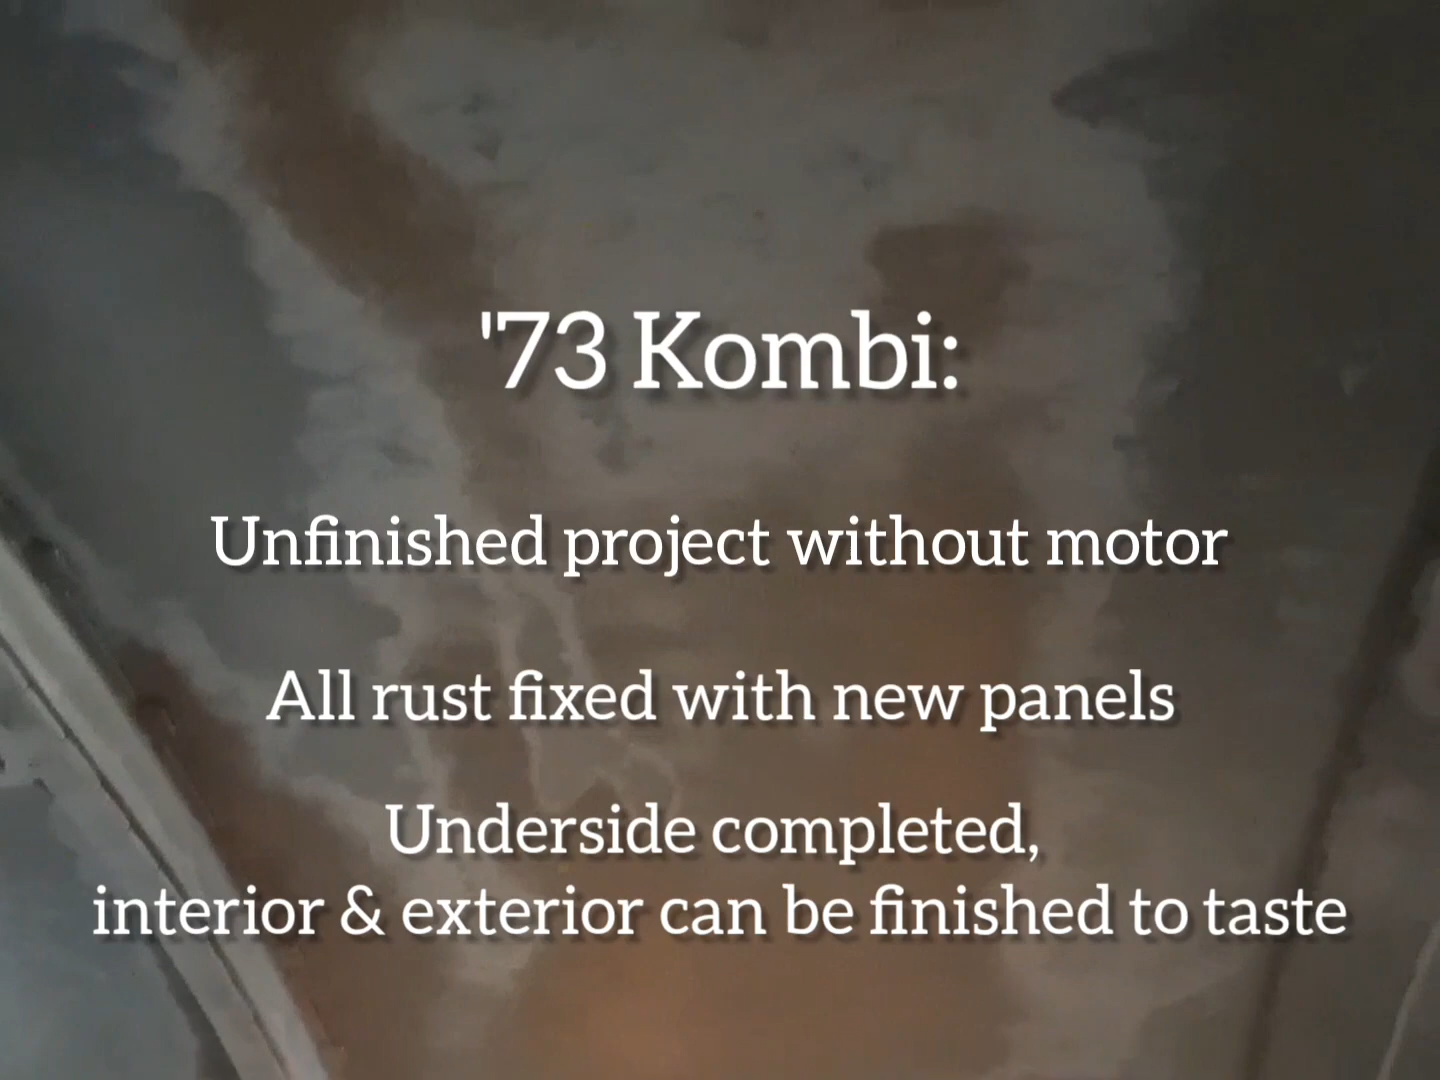 '73 Kombi:
Unfinished project without motor
All rust fixed with new panels
Underside completed,
interior & exterior can be finished to taste